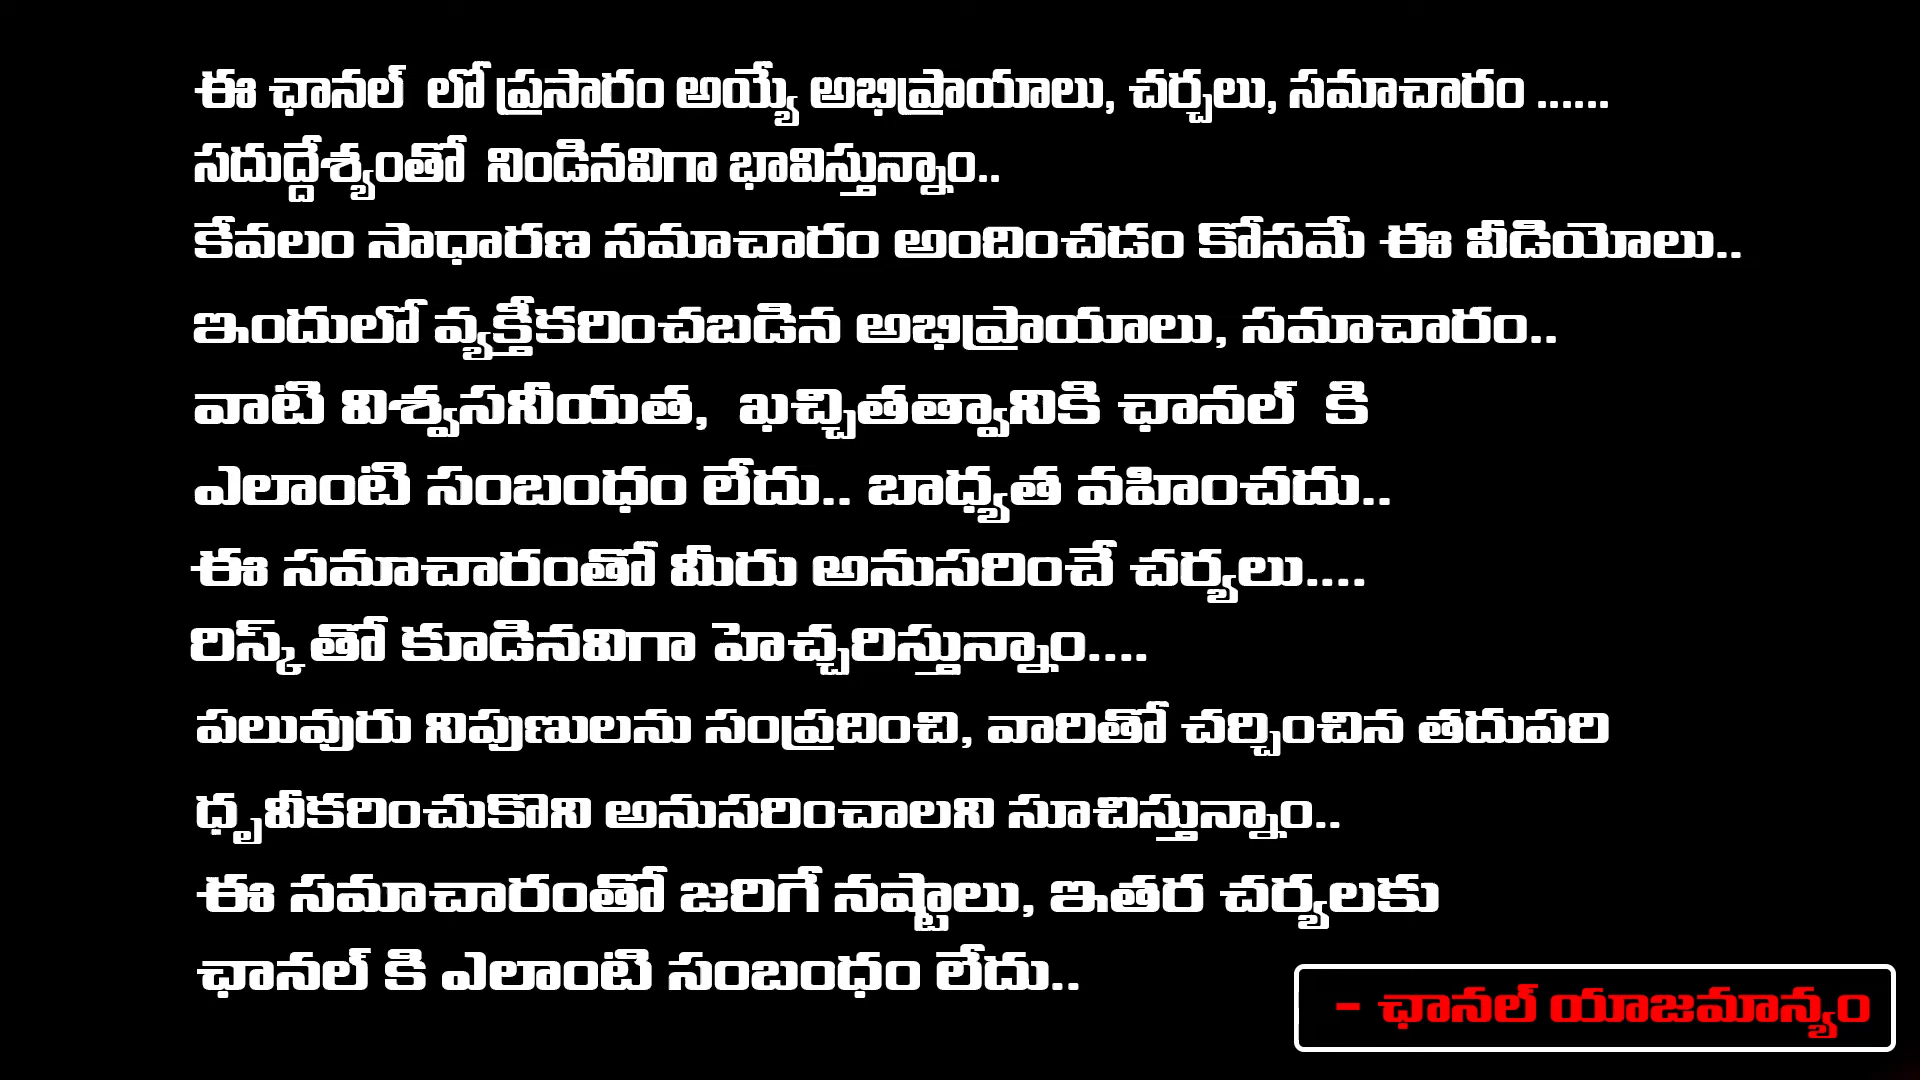 ఈ ఛానల్ లో ప్రసారం అయ్యే అభిప్రాయాలు, చర్చలు, సమాచారం ......
సదుద్దేశ్యంతో నిండినవిగా భావిస్తున్నాం..
కేవలం సాధారణ సమాచారం అందించడం కోసమే ఈ వీడియోలు..
ఇందులో వ్యక్తీకరించబడిన అభిప్రాయాలు, సమాచారం..
వాటి విశ్వసనీయత, ఖచ్చితత్వానికి ఛానల్ కి
ఎలాంటి సంబంధం లేదు.. బాధ్యత వహించదు..
ఈ సమాచారంతో మీరు అనుసరించే చర్యలు....
రిస్క్ తో కూడినవిగా హెచ్చరిస్తున్నాం....
పలువురు నిపుణులను సంప్రదించి, వారితో చర్చించిన తదుపరి
ధృవీకరించుకొని అనుసరించాలని సూచిస్తున్నాం..
ఈ సమాచారంతో జరిగే నష్టాలు, ఇతర చర్యలకు
ఛానల్ కి ఎలాంటి సంబంధం లేదు..
- ఛానల్ యాజమాన్యం